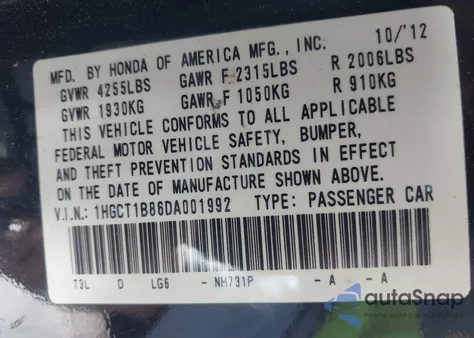 MFD. BY HONDA OF AMERICA MFG., INC. 10/'12
GVWR 4255LBS GAWR F 2315LBS R 2006LBS
GVWR 1930KG GAWR F 1050KG R 910KG
THIS VEHICLE CONFORMS TO ALL APPLICABLE
FEDERAL MOTOR VEHICLE SAFETY, BUMPER,
AND THEFT PREVENTION STANDARDS IN EFFECT
ON THE DATE OF MANUFACTURE SHOWN ABOVE.
V.I.N.: 1HGCT1B86DA001992 TYPE: PASSENGER CAR
T3L D LG6 - NH731P - A - A
autoSnap